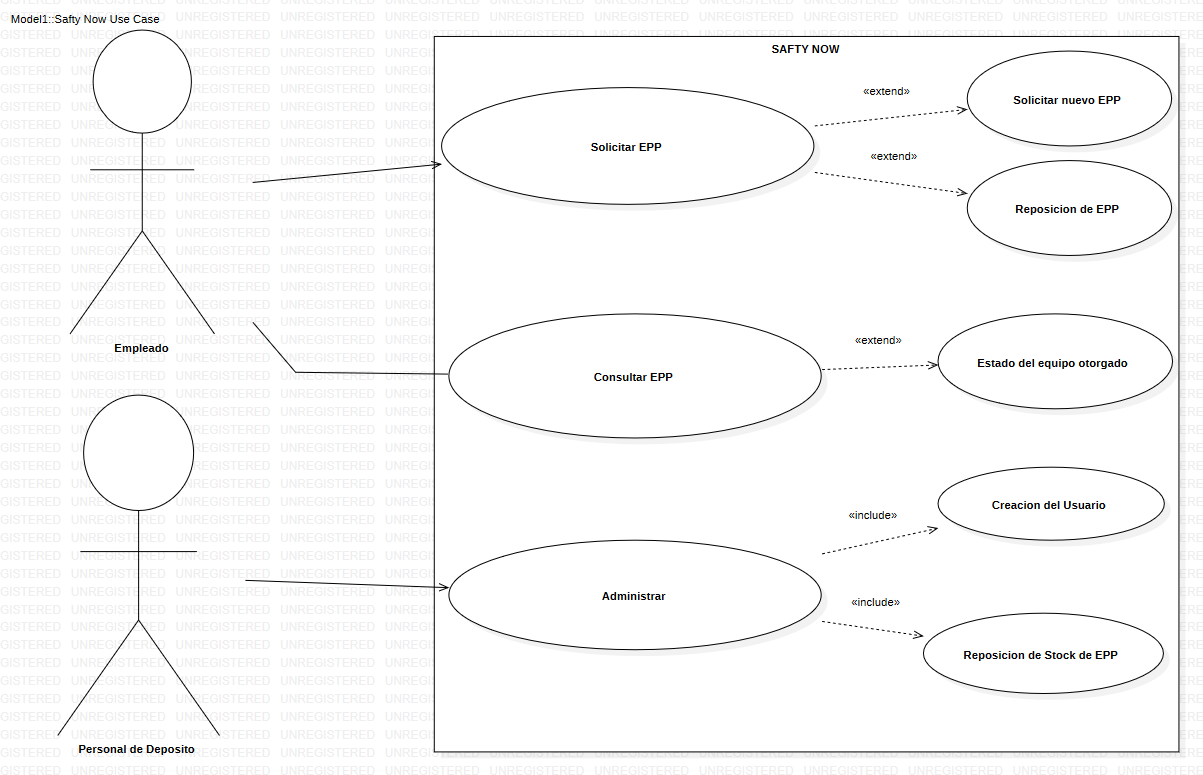 Model1::Safty Now Use Case
SAFTY NOW
Solicitar EPP
«extend»
Solicitar nuevo EPP
«extend»
Reposicion de EPP
Empleado
Consultar EPP
«extend»
Estado del equipo otorgado
Personal de Deposito
Administrar
«include»
Creacion del Usuario
«include»
Reposicion de Stock de EPP
UNREGISTERED